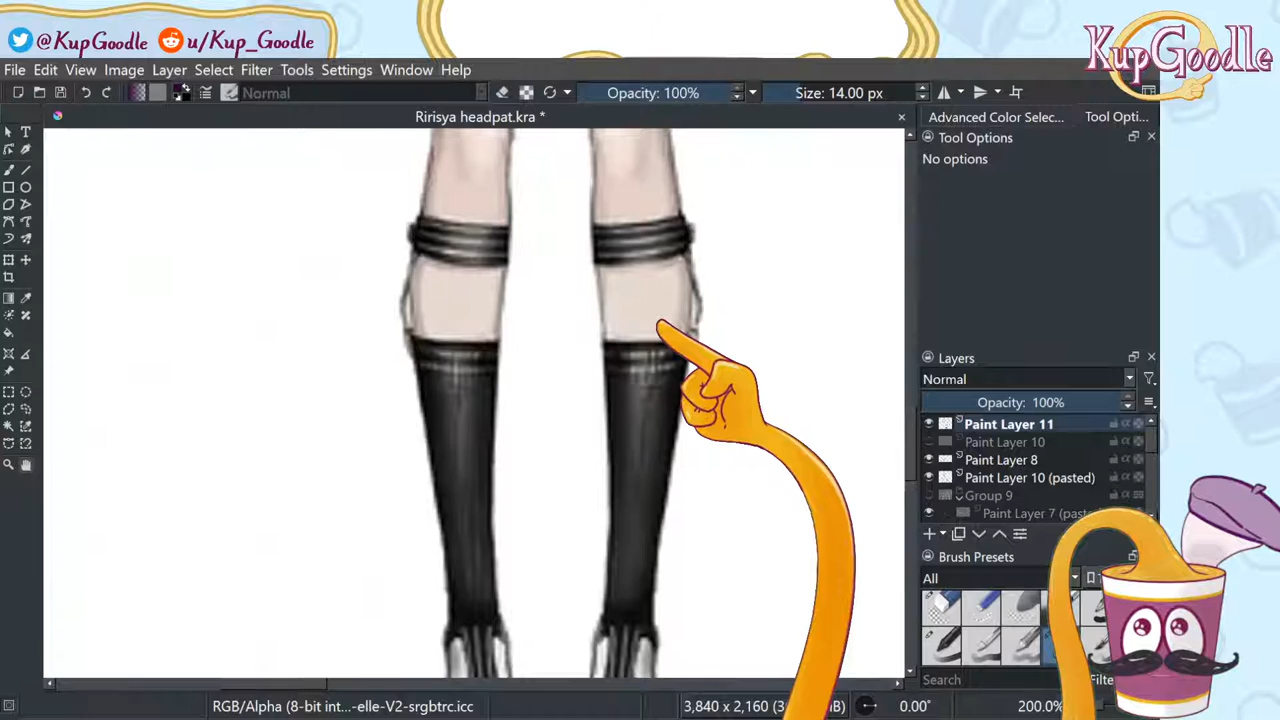 @KupGoodle u/Kup_Goodle
KupGoodle
File Edit View Image Layer Select Filter Tools Settings Window Help
Normal
Opacity: 100%
Size: 14.00 px
Ririsya headpat.kra *
Advanced Color Selec...
Tool Opti...
Tool Options
No options
Layers
Normal
Opacity: 100%
Paint Layer 11
Paint Layer 10
Paint Layer 8
Paint Layer 10 (pasted)
Group 9
Paint Layer 7 (paste
Brush Presets
All
Search
Filte
RGB/Alpha (8-bit int...-elle-V2-srgbtrc.icc
3,840 x 2,160 (3
B)
0.00°
200.0%